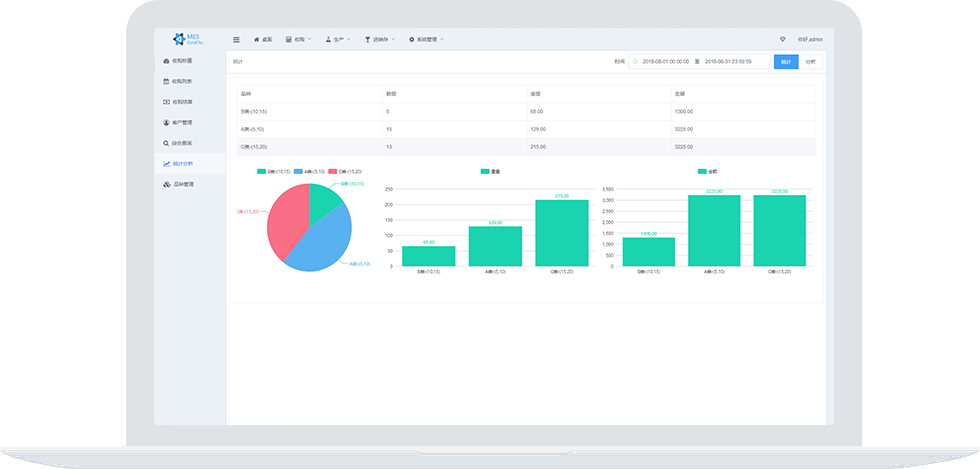 MES
桌面 收购 生产 进销存 系统管理 你好,admin
收购称重
收购列表
收购结算
客户管理
综合查询
统计分析
品种管理
统计 时间 2018-08-01 00:00:00 至 2018-08-31 23:59:59 统计 分析
品种 数量 重量 金额
B类-(10,15) 5 65.00 1300.00
A类-(5,10) 15 129.00 3225.00
C类-(15,20) 13 215.00 3225.00
B类-(10,15) A类-(5,10) C类-(15,20)
B类-(10,15)
C类-(15,20)
A类-(5,10)
重量
250
200
150
100
50
0
65.00 129.00 215.00
B类-(10,15) A类-(5,10) C类-(15,20)
金额
3,500
3,000
2,500
2,000
1,500
1,000
500
0
1300.00 3225.00 3225.00
B类-(10,15) A类-(5,10) C类-(15,20)